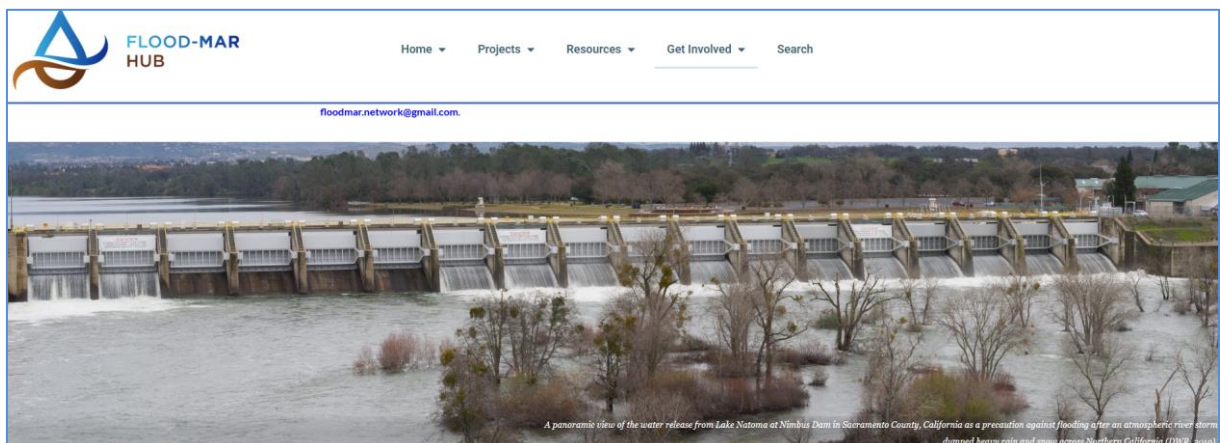 FLOOD-MAR
HUB
Home Projects Resources Get Involved Search
floodmar.network@gmail.com.
A panoramic view of the water release from Lake Natoma at Nimbus Dam in Sacramento County, California as a precaution against flooding after an atmospheric river storm
dumped heavy rain and snow across Northern California (DWR, 2019).